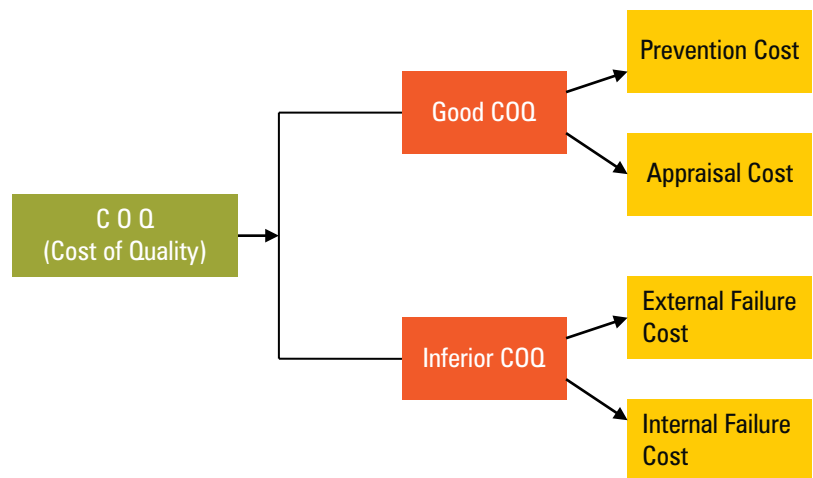 C O Q
(Cost of Quality)
Good COQ
Prevention Cost
Appraisal Cost
Inferior COQ
External Failure
Cost
Internal Failure
Cost